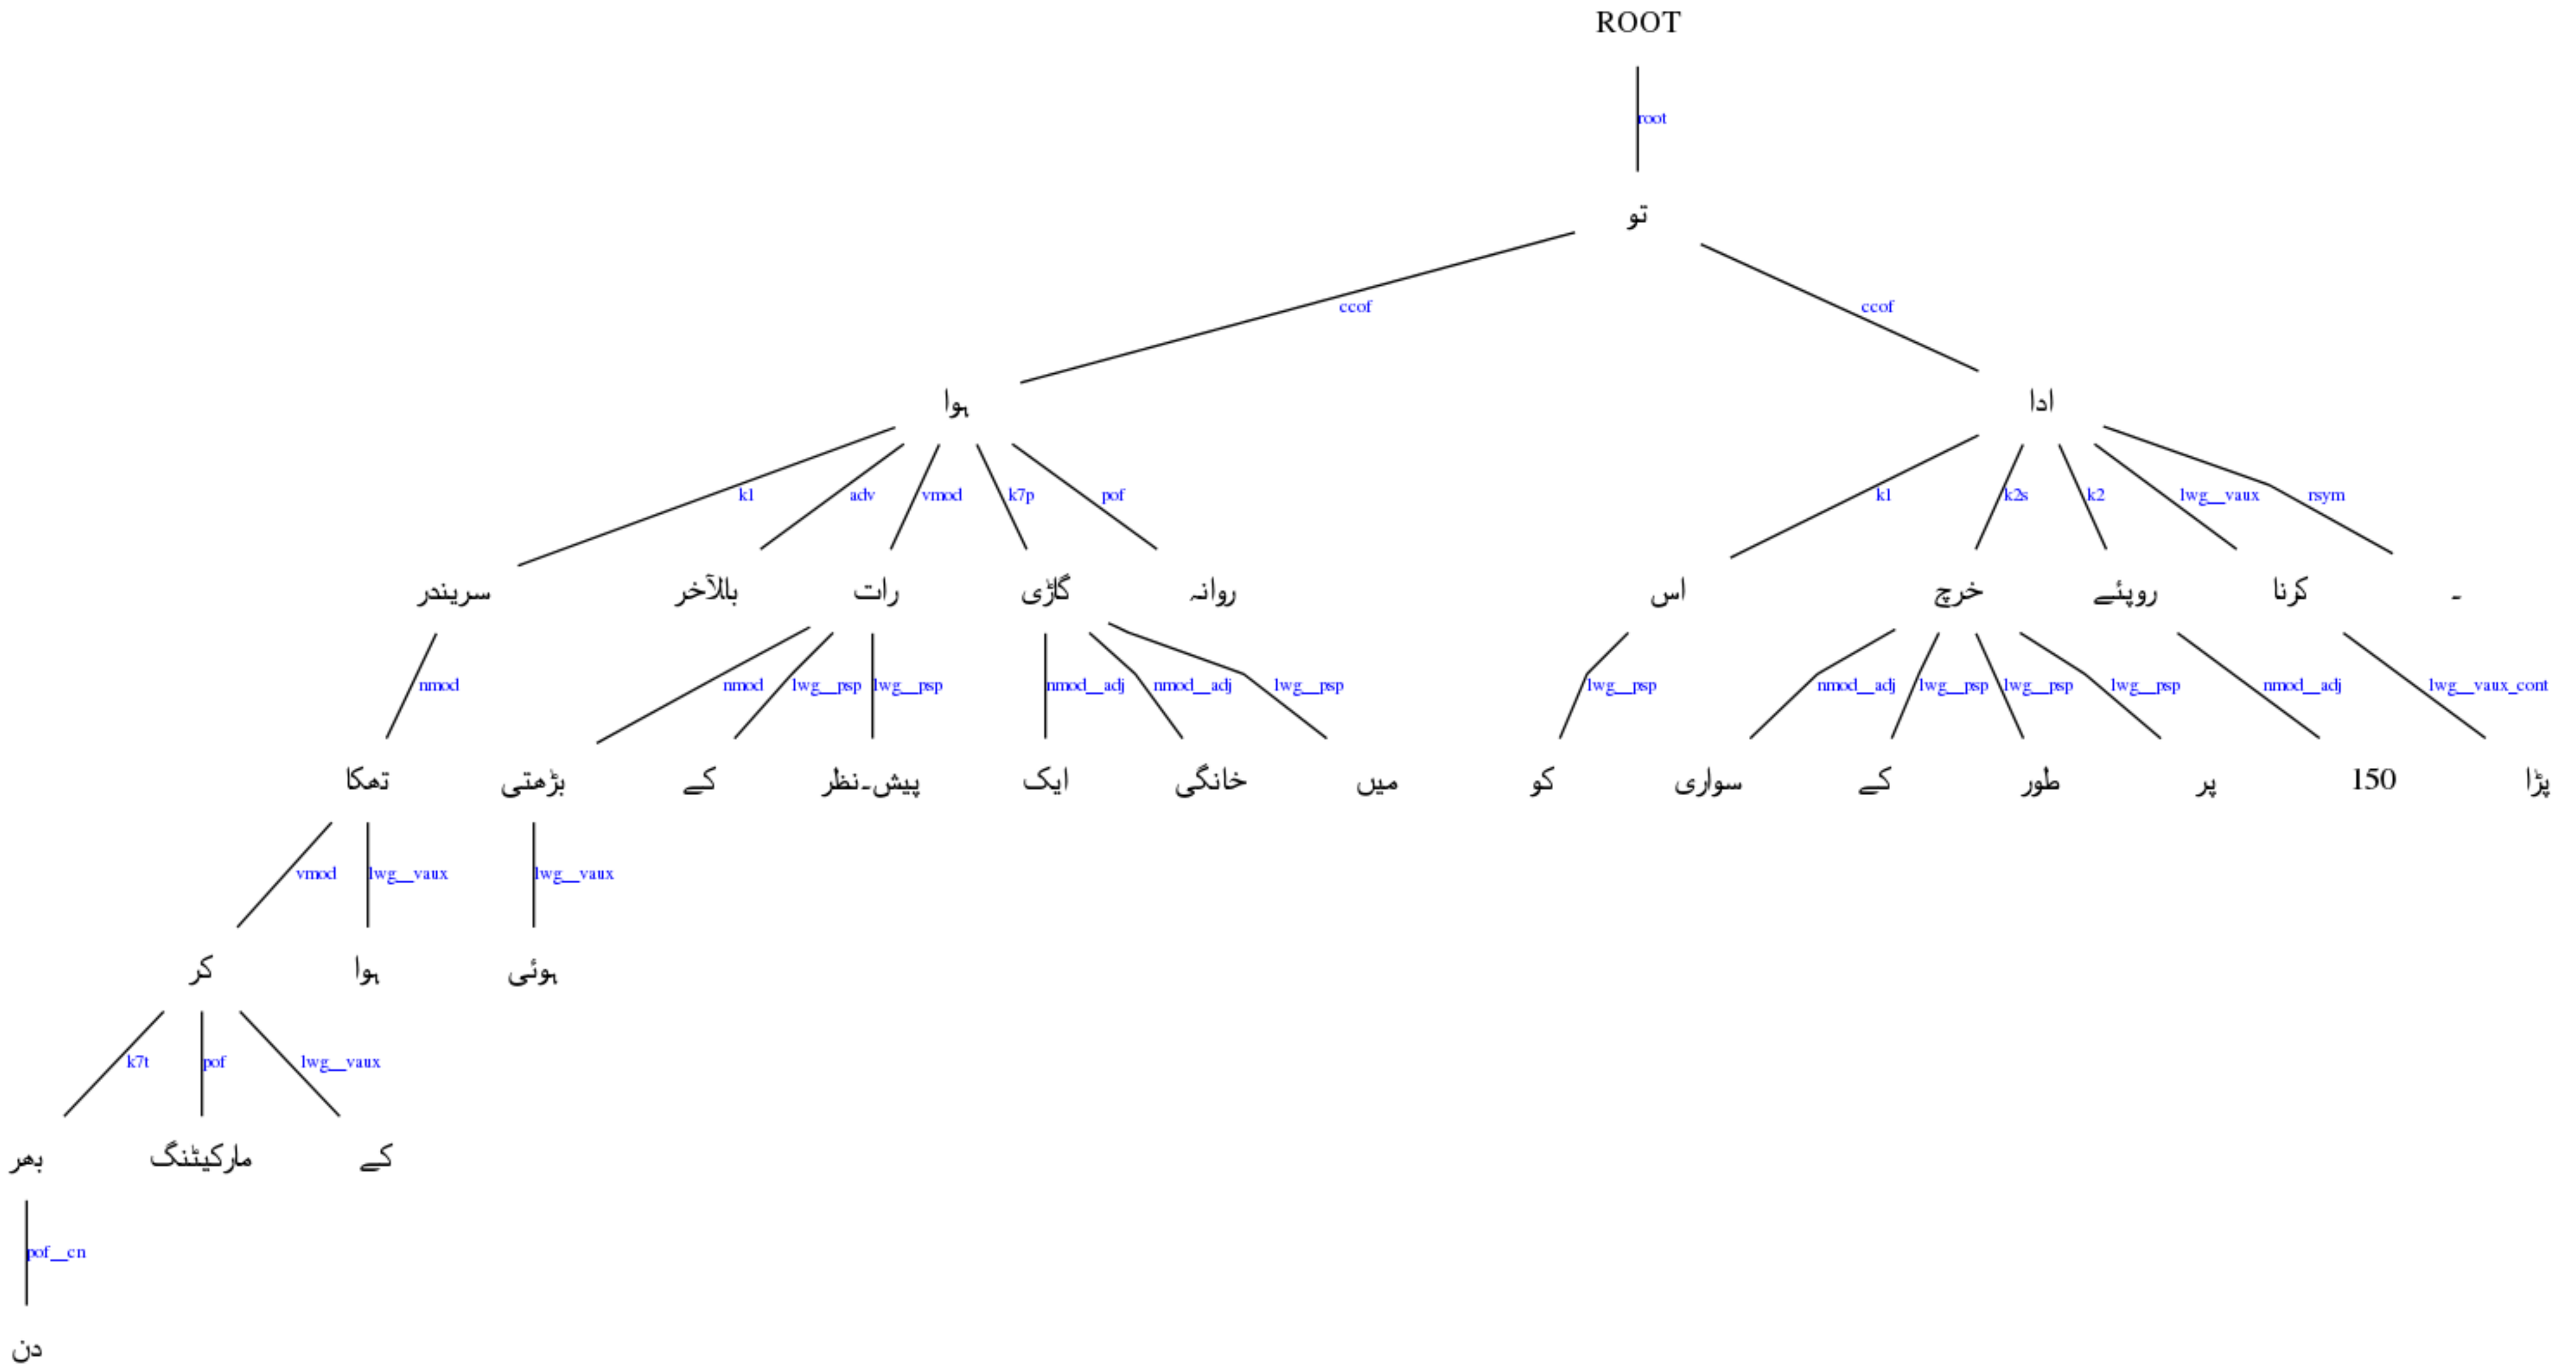 ROOT
root
تو
ccof ccof
ہوا ادا
k1 adv vmod k7p pof k1 k2s k2 lwg__vaux rsym
سریندر باللآخر رات گاڑی روانہ اس خرچ روپئے کرنا ۔
nmod nmod lwg__psp lwg__psp nmod__adj nmod__adj lwg__psp lwg__psp nmod__adj lwg__psp lwg__psp lwg__psp nmod__adj lwg__vaux_cont
تھکا بڑھتی کے پیش۔نظر ایک خانگی میں کو سواری کے طور پر 150 پڑا
vmod lwg__vaux lwg__vaux
کر ہوا ہوئی
k7t pof lwg__vaux
بھر مارکیٹنگ کے
pof__cn
دن